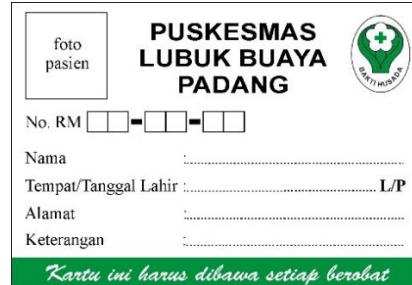 foto
pasien
PUSKESMAS
LUBUK BUAYA
PADANG
BAKTI HUSADA
No. RM - -
Nama :
Tempat/Tanggal Lahir : L/P
Alamat :
Keterangan :
Kartu ini harus dibawa setiap berobat